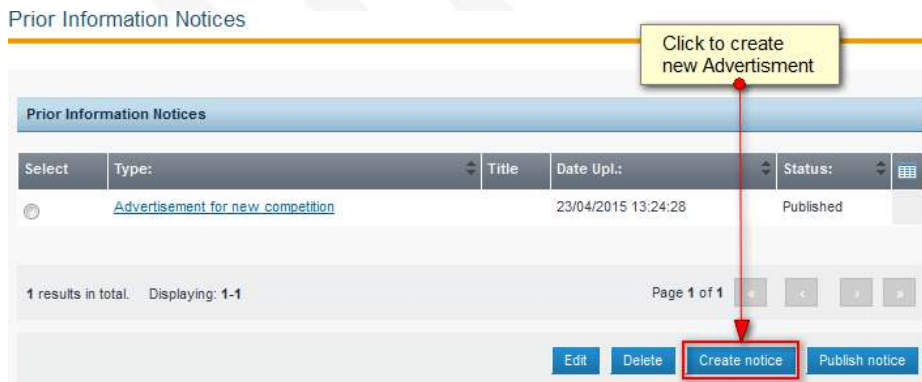 Prior Information Notices
Click to create
new Advertisment
Prior Information Notices
Select Type: Title Date Upl.: Status:
Advertisement for new competition 23/04/2015 13:24:28 Published
1 results in total. Displaying: 1-1 Page 1 of 1 « ‹ › »
Edit Delete Create notice Publish notice